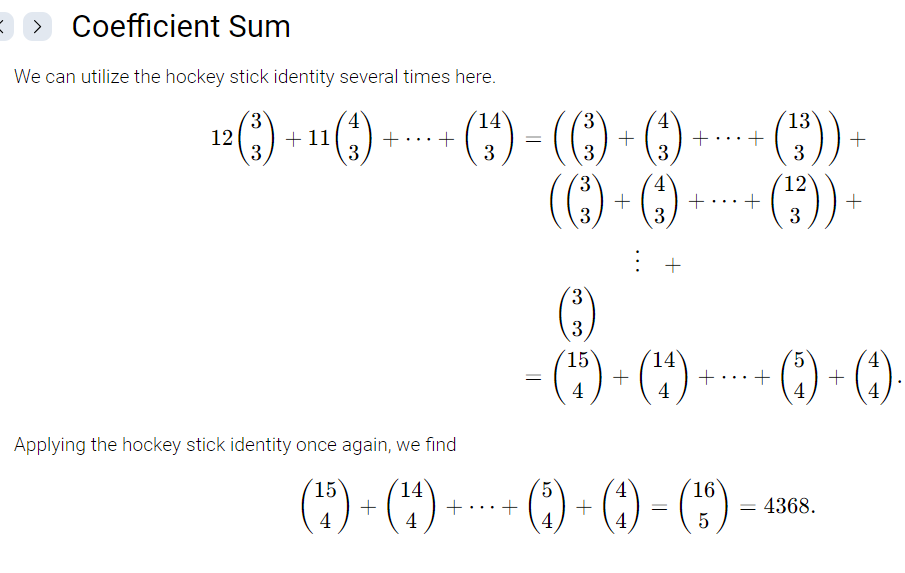 Coefficient Sum
We can utilize the hockey stick identity several times here.
$12\binom{3}{3} + 11\binom{4}{3} + \cdots + \binom{14}{3} = \left(\binom{3}{3} + \binom{4}{3} + \cdots + \binom{13}{3}\right) +$
$\left(\binom{3}{3} + \binom{4}{3} + \cdots + \binom{12}{3}\right) +$
$\vdots \; +$
$\binom{3}{3}$
$= \binom{15}{4} + \binom{14}{4} + \cdots + \binom{5}{4} + \binom{4}{4}.$
Applying the hockey stick identity once again, we find
$\binom{15}{4} + \binom{14}{4} + \cdots + \binom{5}{4} + \binom{4}{4} = \binom{16}{5} = 4368.$